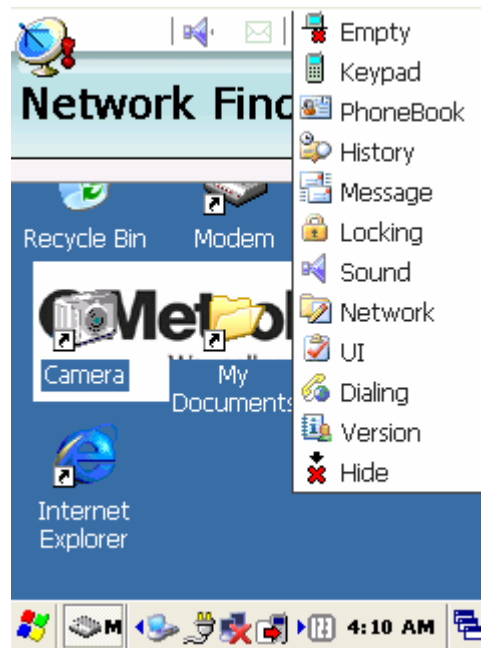 Network Find
Empty
Keypad
PhoneBook
History
Message
Locking
Sound
Network
UI
Dialing
Version
Hide
Recycle Bin
Modem
Camera
My
Documents
Internet
Explorer
M
4:10 AM